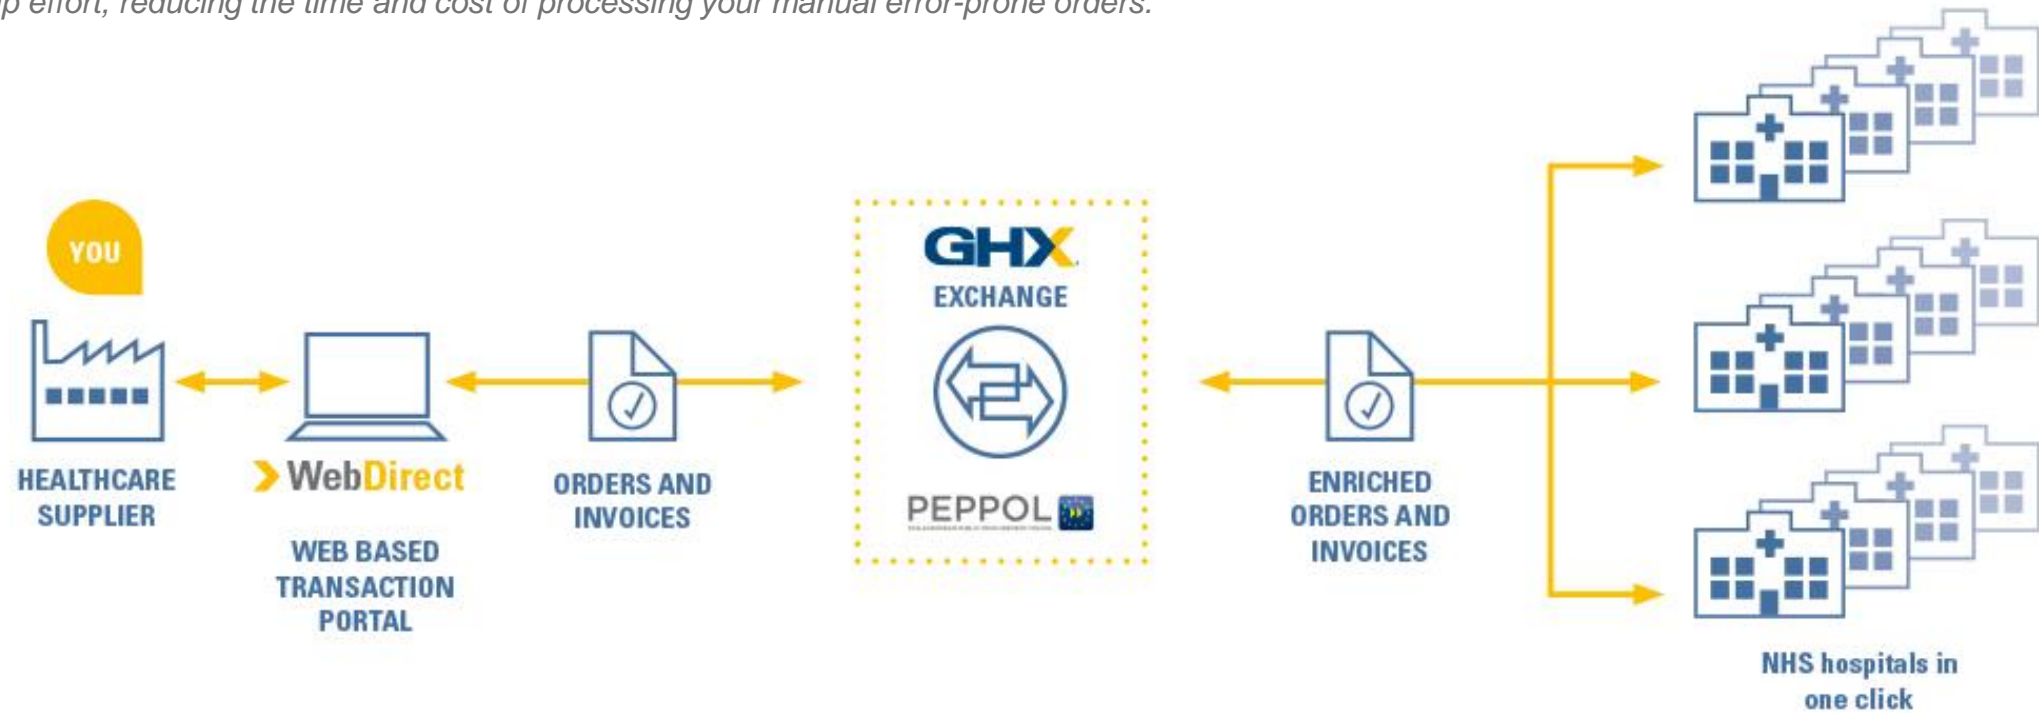 up effort, reducing the time and cost of processing your manual error-prone orders.
YOU
HEALTHCARE
SUPPLIER
WebDirect
WEB BASED
TRANSACTION
PORTAL
ORDERS AND
INVOICES
GHX
EXCHANGE
PEPPOL
ENRICHED
ORDERS AND
INVOICES
NHS hospitals in
one click